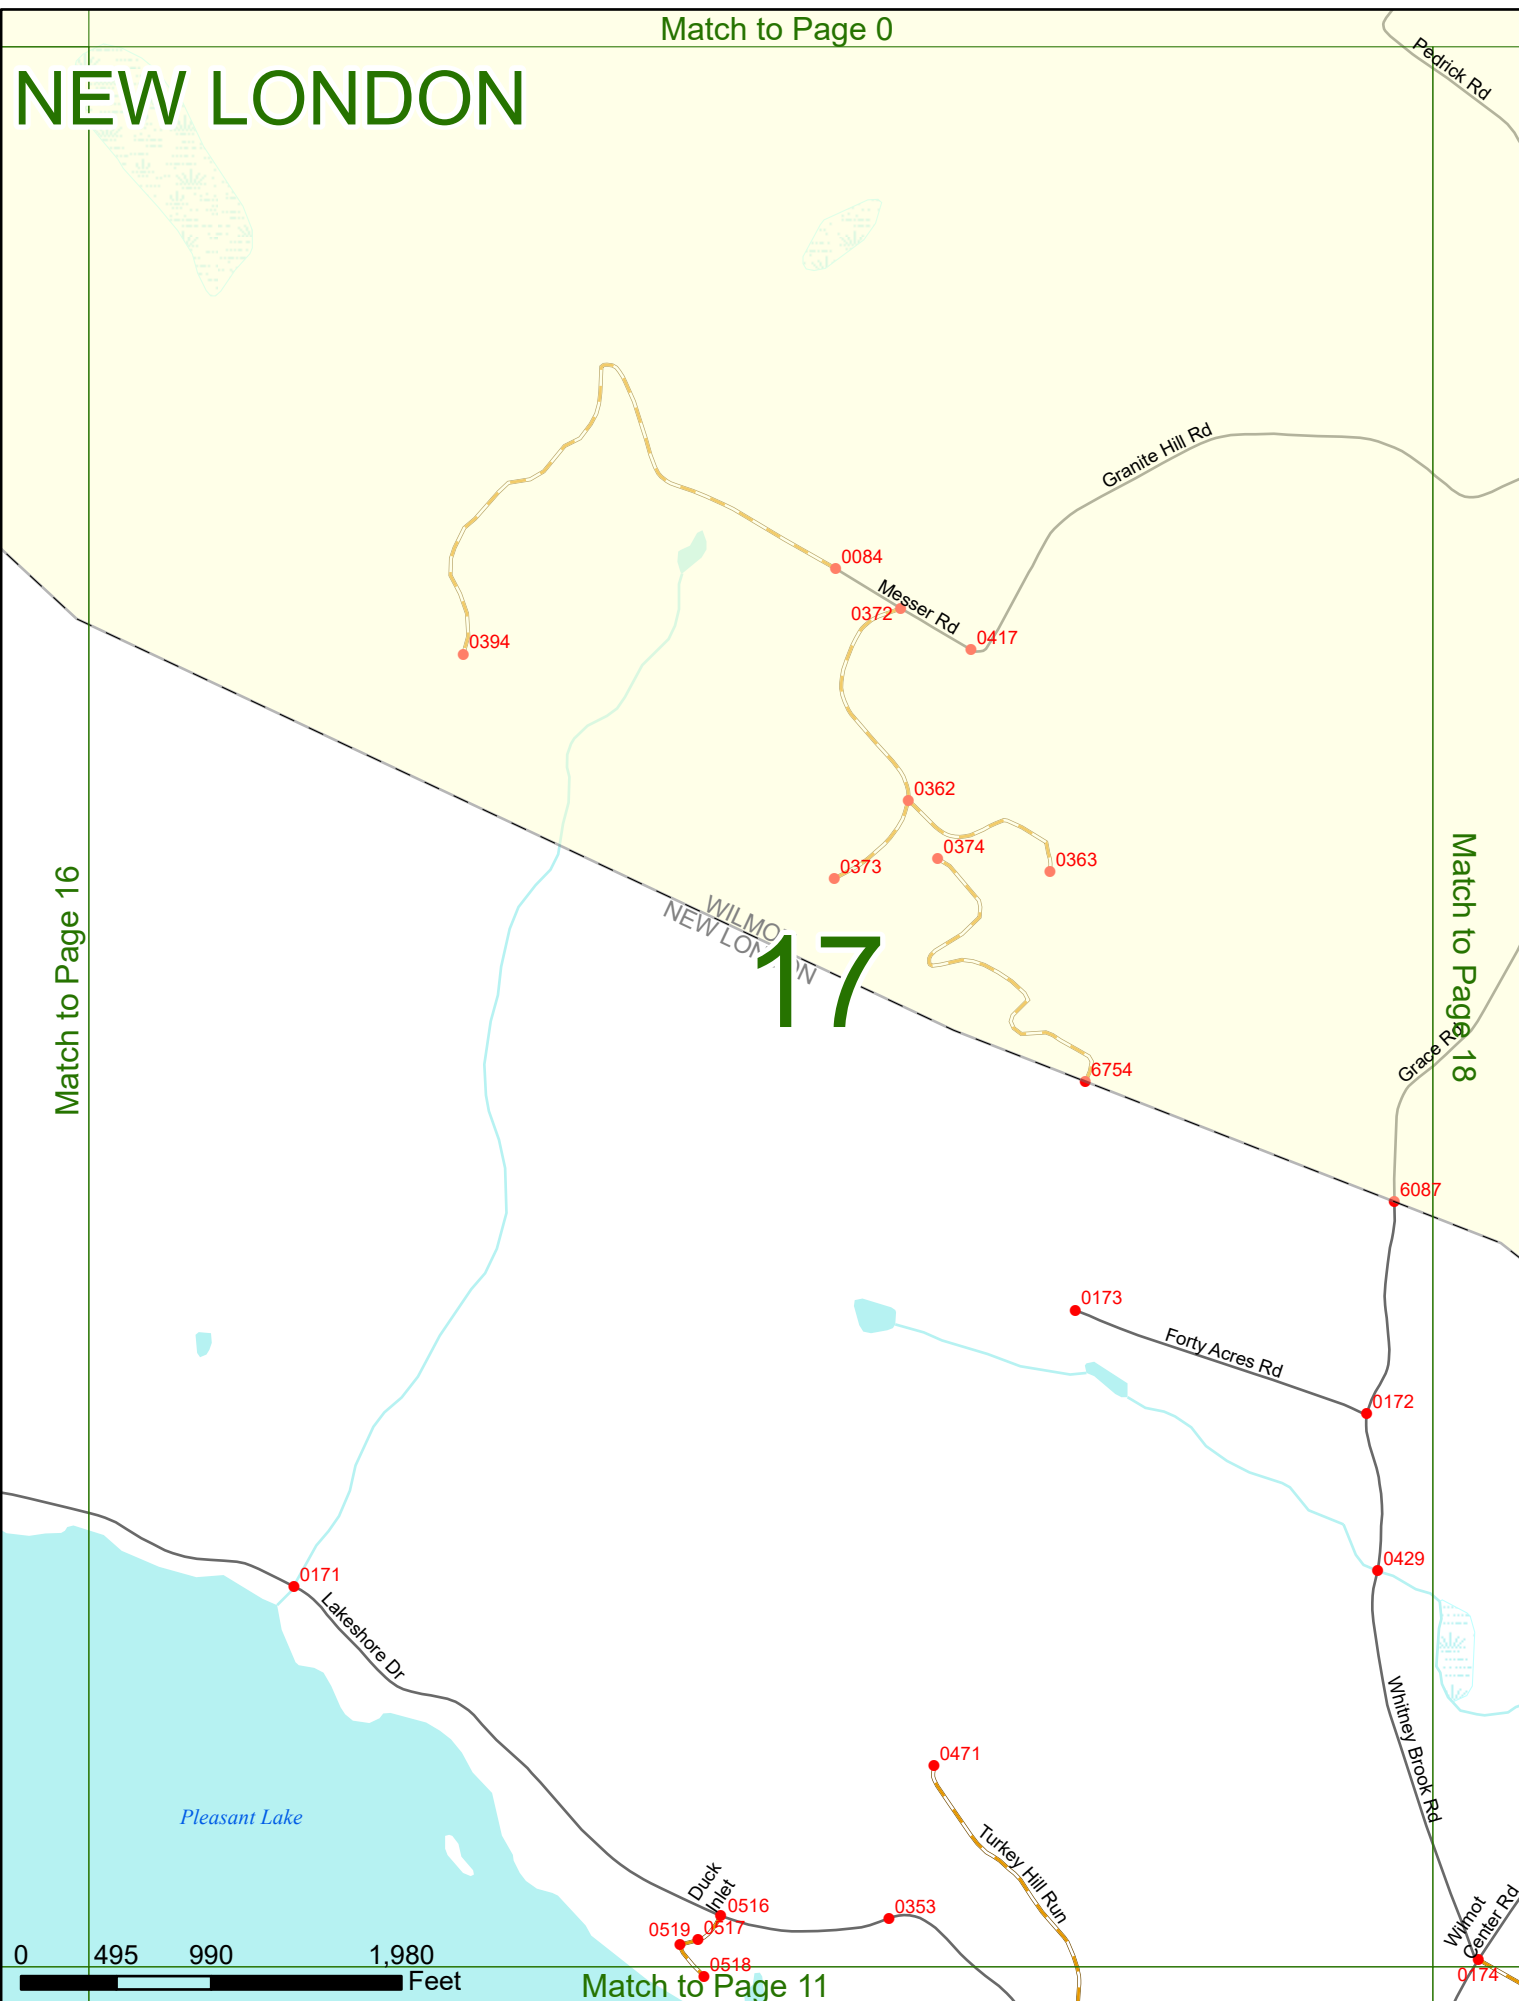 Match to Page 0
Pedrick Rd
NEW LONDON
Granite Hill Rd
0084
Messer Rd
0372
0417
0394
0362
0374
0363
0373
Match to Page 16
Match to Page 18
WILMO
NEW LON
ON
17
Grace Rd
6754
6087
0173
Forty Acres Rd
0172
0429
0171
Lakeshore Dr
Whitney Brook Rd
0471
Pleasant Lake
Turkey Hill Run
Duck
Inlet
0516
0353
0519
0517
0518
Wilmot
Center Rd
0174
0 495 990 1,980
Feet
Match to Page 11